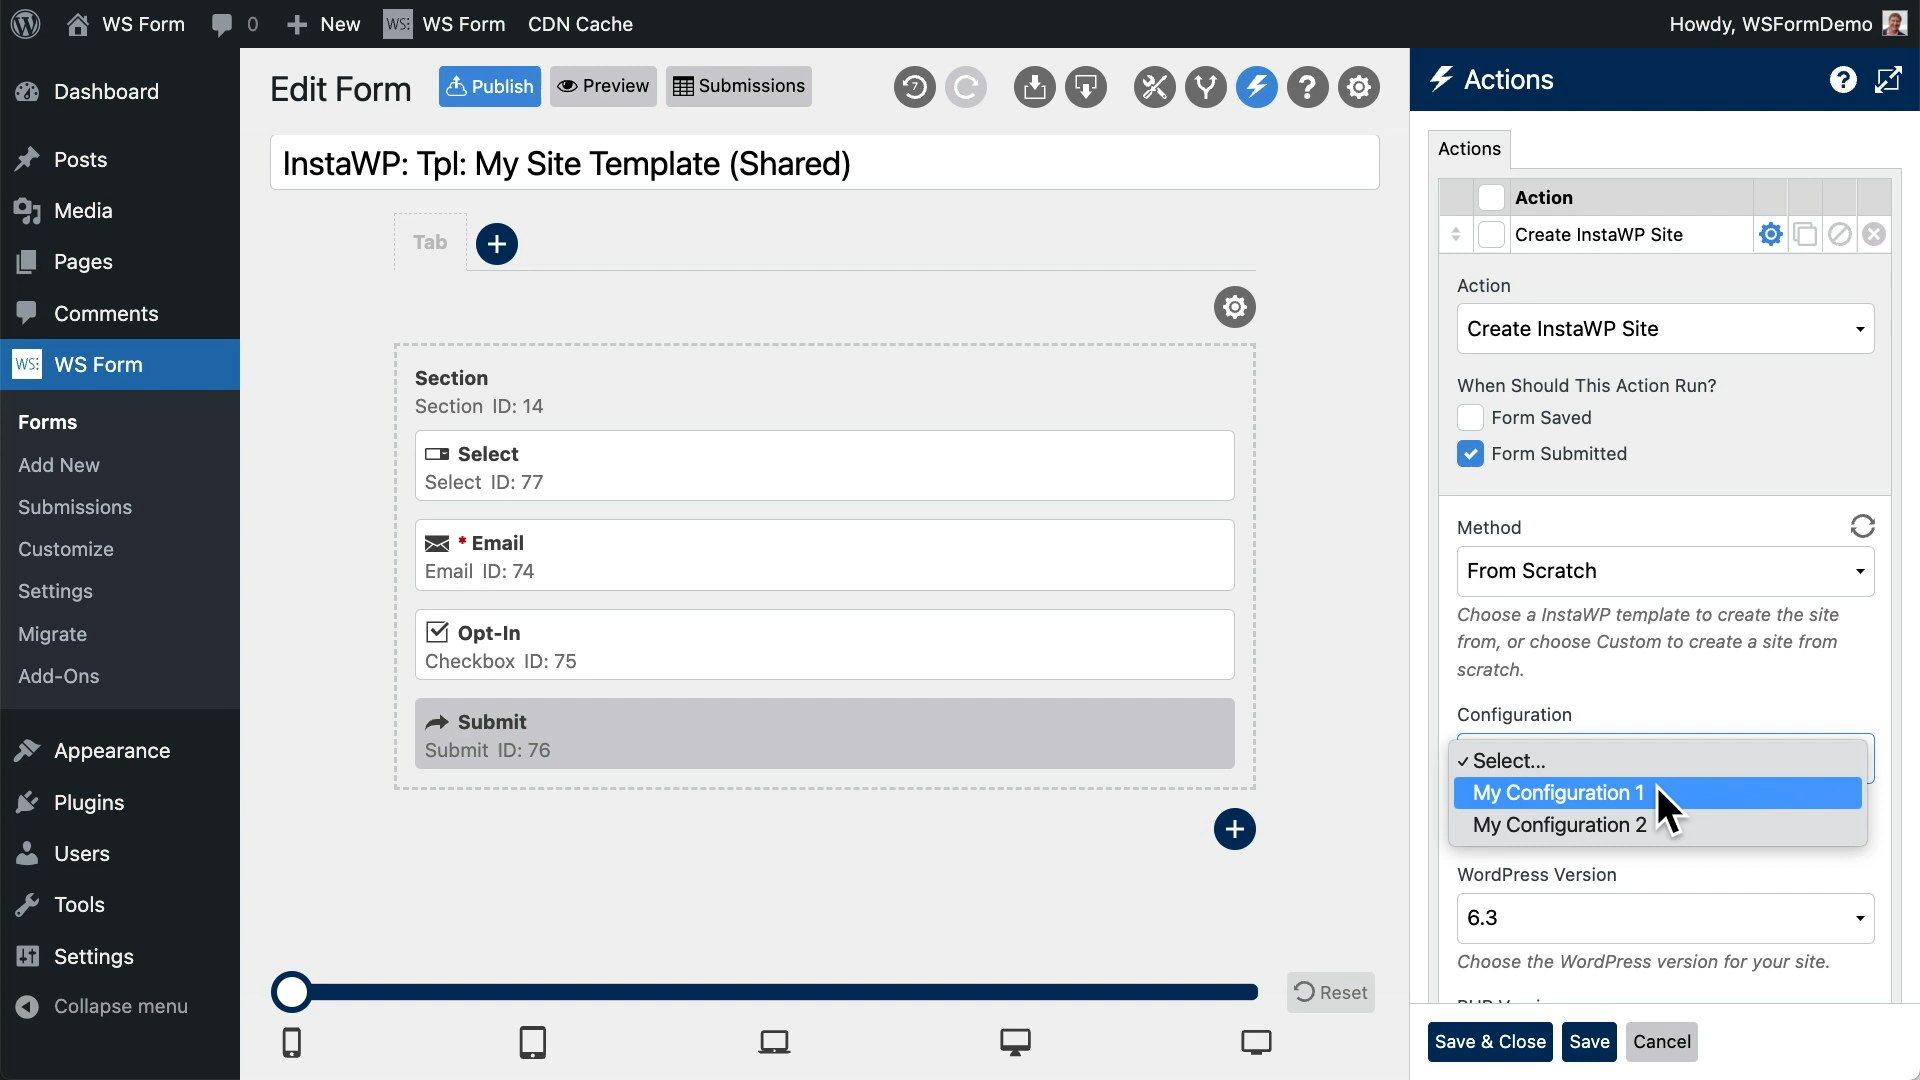 WS Form
0
New
WS: WS Form
CDN Cache
Howdy, WSFormDemo
Dashboard
Posts
Media
Pages
Comments
WS: WS Form
Forms
Add New
Submissions
Customize
Settings
Migrate
Add-Ons
Appearance
Plugins
Users
Tools
Settings
Collapse menu
Edit Form
Publish
Preview
Submissions
7
InstaWP: Tpl: My Site Template (Shared)
Tab
Section
Section ID: 14
Select
Select ID: 77
* Email
Email ID: 74
Opt-In
Checkbox ID: 75
Submit
Submit ID: 76
Reset
Actions
Actions
Action
Create InstaWP Site
Action
Create InstaWP Site
When Should This Action Run?
Form Saved
Form Submitted
Method
From Scratch
Choose a InstaWP template to create the site
from, or choose Custom to create a site from
scratch.
Configuration
Select...
My Configuration 1
My Configuration 2
WordPress Version
6.3
Choose the WordPress version for your site.
Save & Close
Save
Cancel